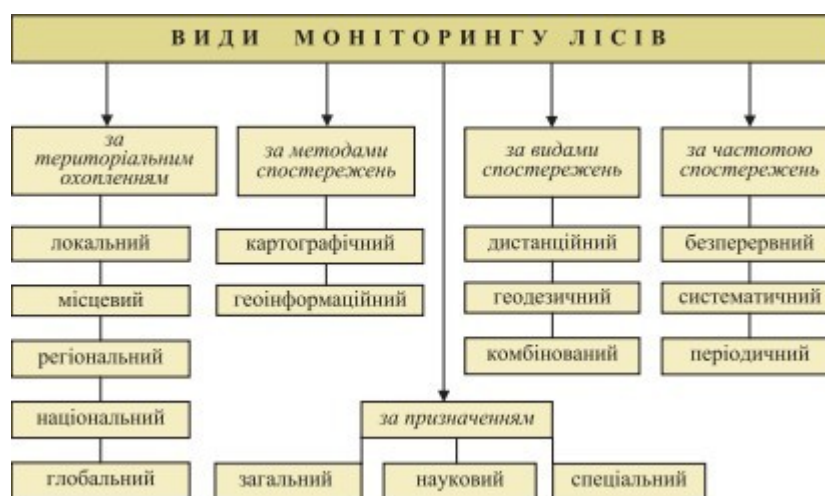 ВИДИ МОНІТОРИНГУ ЛІСІВ
за
територіальним
охопленням
локальний
місцевий
регіональний
національний
глобальний
за методами
спостережень
картографічний
геоінформаційний
за видами
спостережень
дистанційний
геодезичний
комбінований
за частотою
спостережень
безперервний
систематичний
періодичний
за призначенням
загальний
науковий
спеціальний